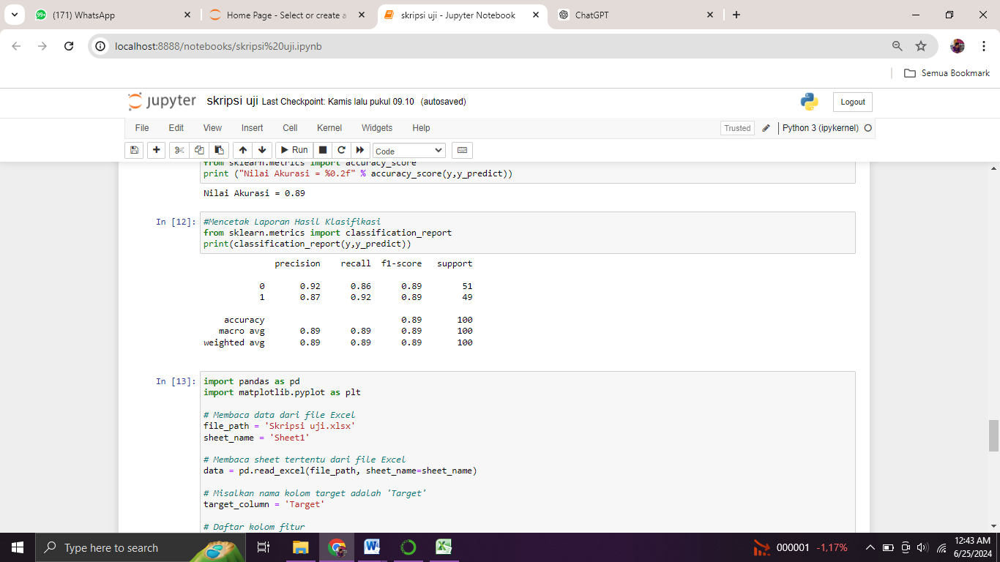 (171) WhatsApp
Home Page - Select or create a
skripsi uji - Jupyter Notebook
ChatGPT
localhost:8888/notebooks/skripsi%20uji.ipynb
Semua Bookmark
jupyter skripsi uji Last Checkpoint: Kamis lalu pukul 09.10 (autosaved)
Logout
File Edit View Insert Cell Kernel Widgets Help
Trusted Python 3 (ipykernel)
Run Code
from sklearn.metrics import accuracy_score
print ("Nilai Akurasi = %0.2f" % accuracy_score(y,y_predict))
Nilai Akurasi = 0.89
In [12]: #Mencetak Laporan Hasil Klasifikasi
from sklearn.metrics import classification_report
print(classification_report(y,y_predict))
precision recall f1-score support
0 0.92 0.86 0.89 51
1 0.87 0.92 0.89 49
accuracy 0.89 100
macro avg 0.89 0.89 0.89 100
weighted avg 0.89 0.89 0.89 100
In [13]: import pandas as pd
import matplotlib.pyplot as plt
# Membaca data dari file Excel
file_path = 'Skripsi uji.xlsx'
sheet_name = 'Sheet1'
# Membaca sheet tertentu dari file Excel
data = pd.read_excel(file_path, sheet_name=sheet_name)
# Misalkan nama kolom target adalah 'Target'
target_column = 'Target'
# Daftar kolom fitur
Type here to search
000001 -1,17%
12:43 AM
6/25/2024